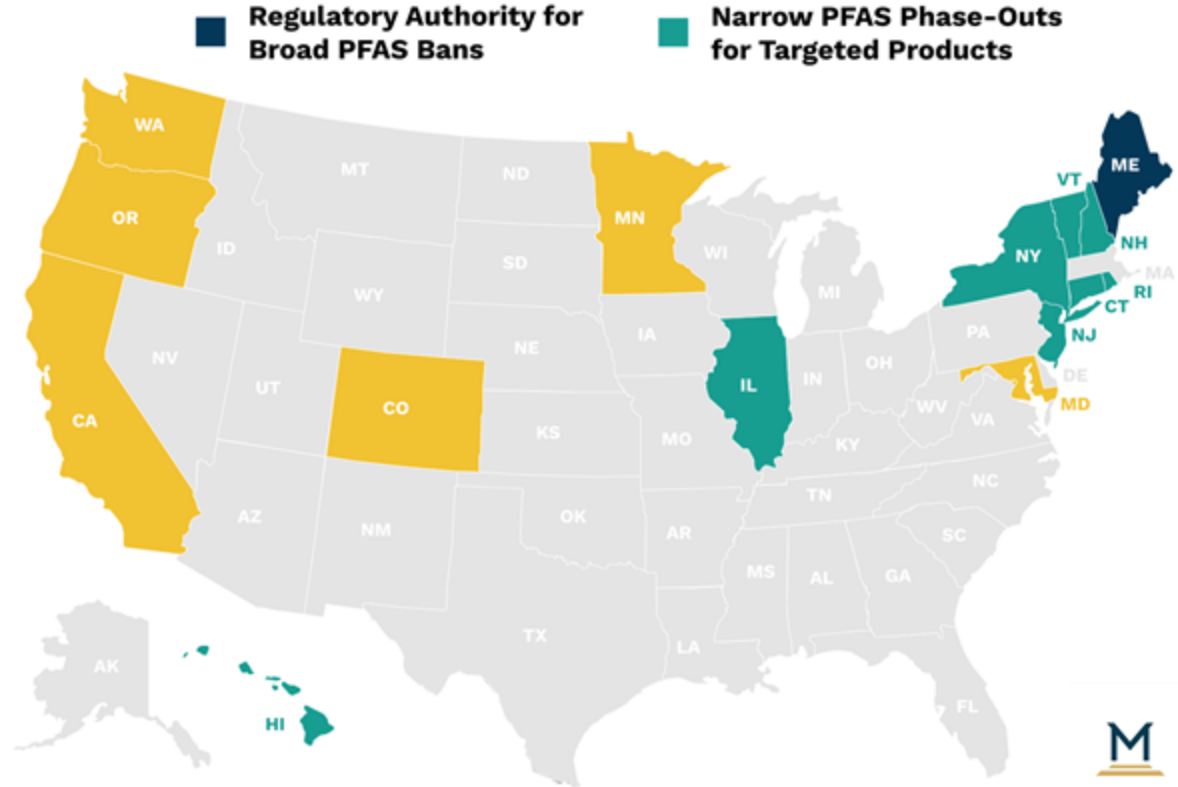 Regulatory Authority for
Broad PFAS Bans
Narrow PFAS Phase-Outs
for Targeted Products
WA
OR
CA
ID
NV
MT
WY
UT
CO
AZ
NM
ND
SD
NE
KS
OK
TX
MN
IA
MO
AR
LA
WI
IL
MI
IN
OH
KY
TN
MS
AL
GA
FL
SC
NC
VA
WV
PA
NY
VT
ME
NH
MA
RI
CT
NJ
DE
MD
AK
HI
M